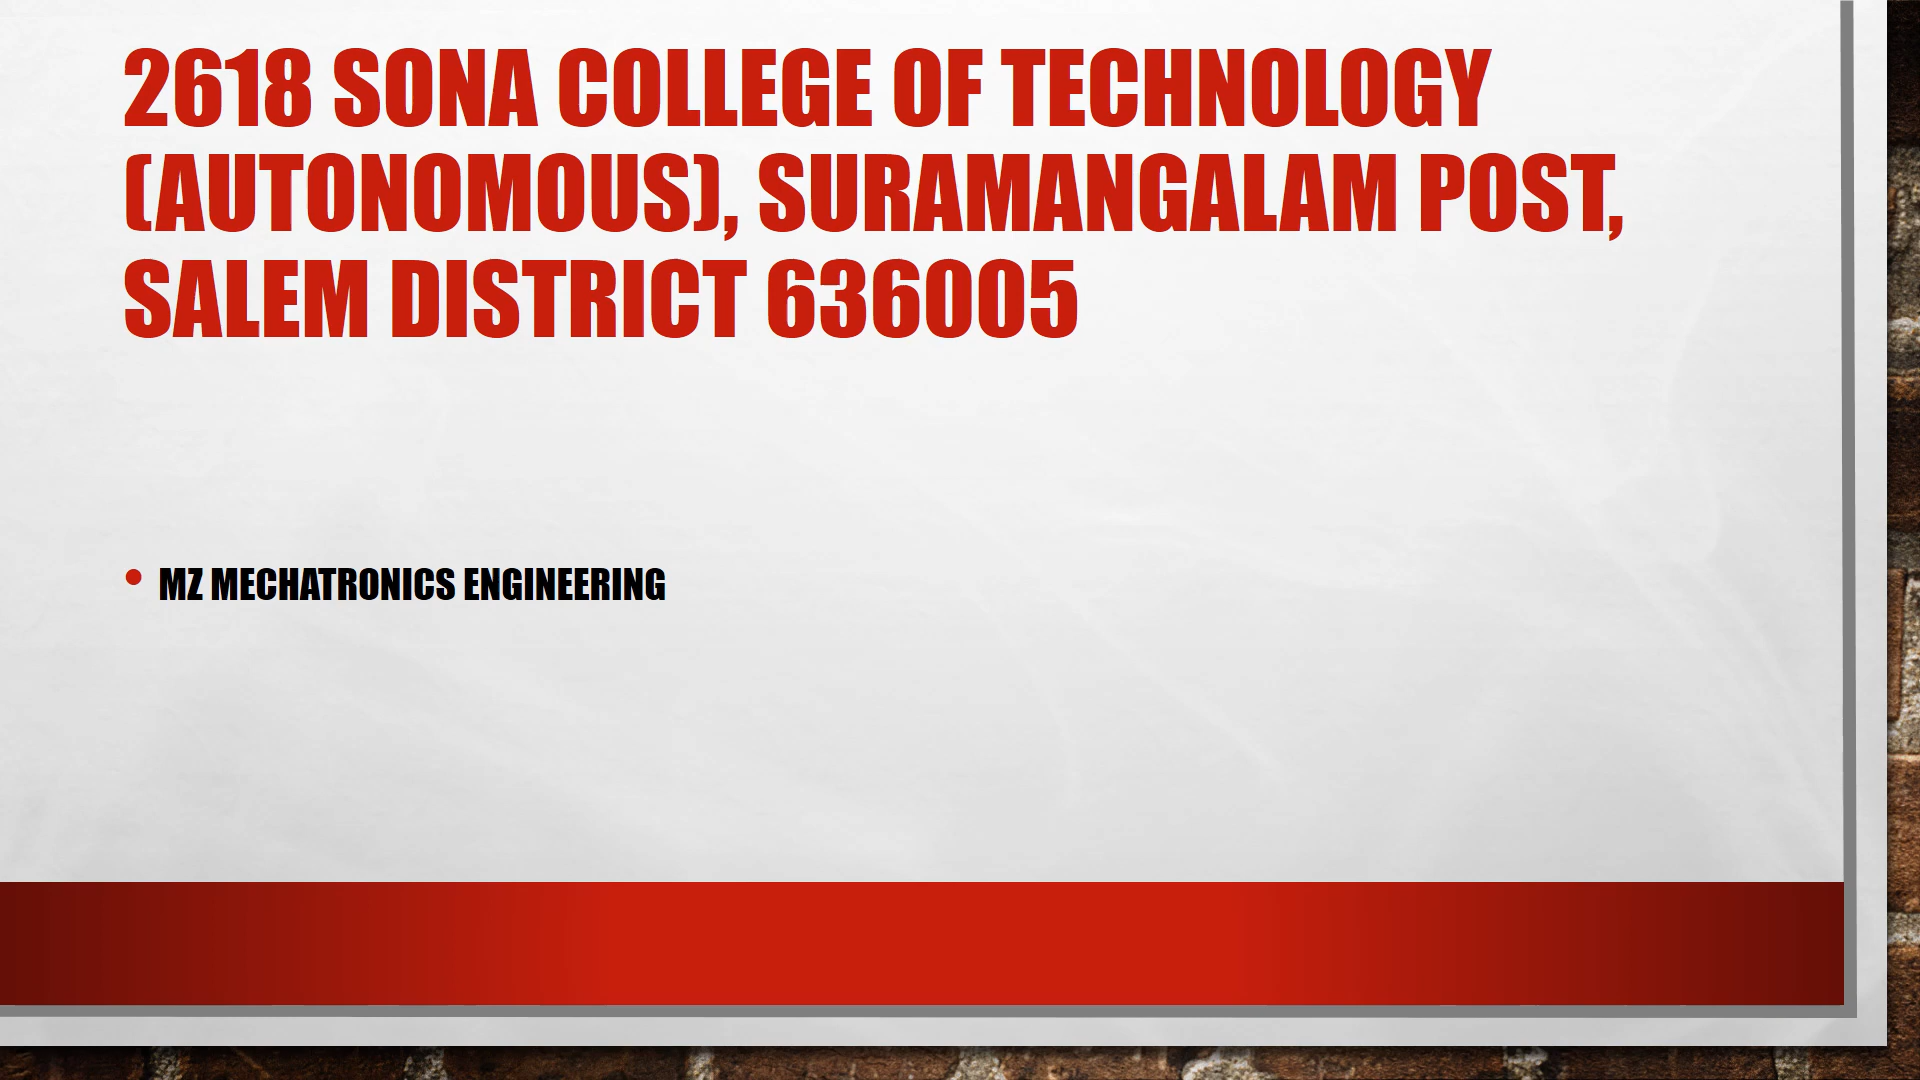 2618 SONA COLLEGE OF TECHNOLOGY
(AUTONOMOUS), SURAMANGALAM POST,
SALEM DISTRICT 636005
• MZ MECHATRONICS ENGINEERING